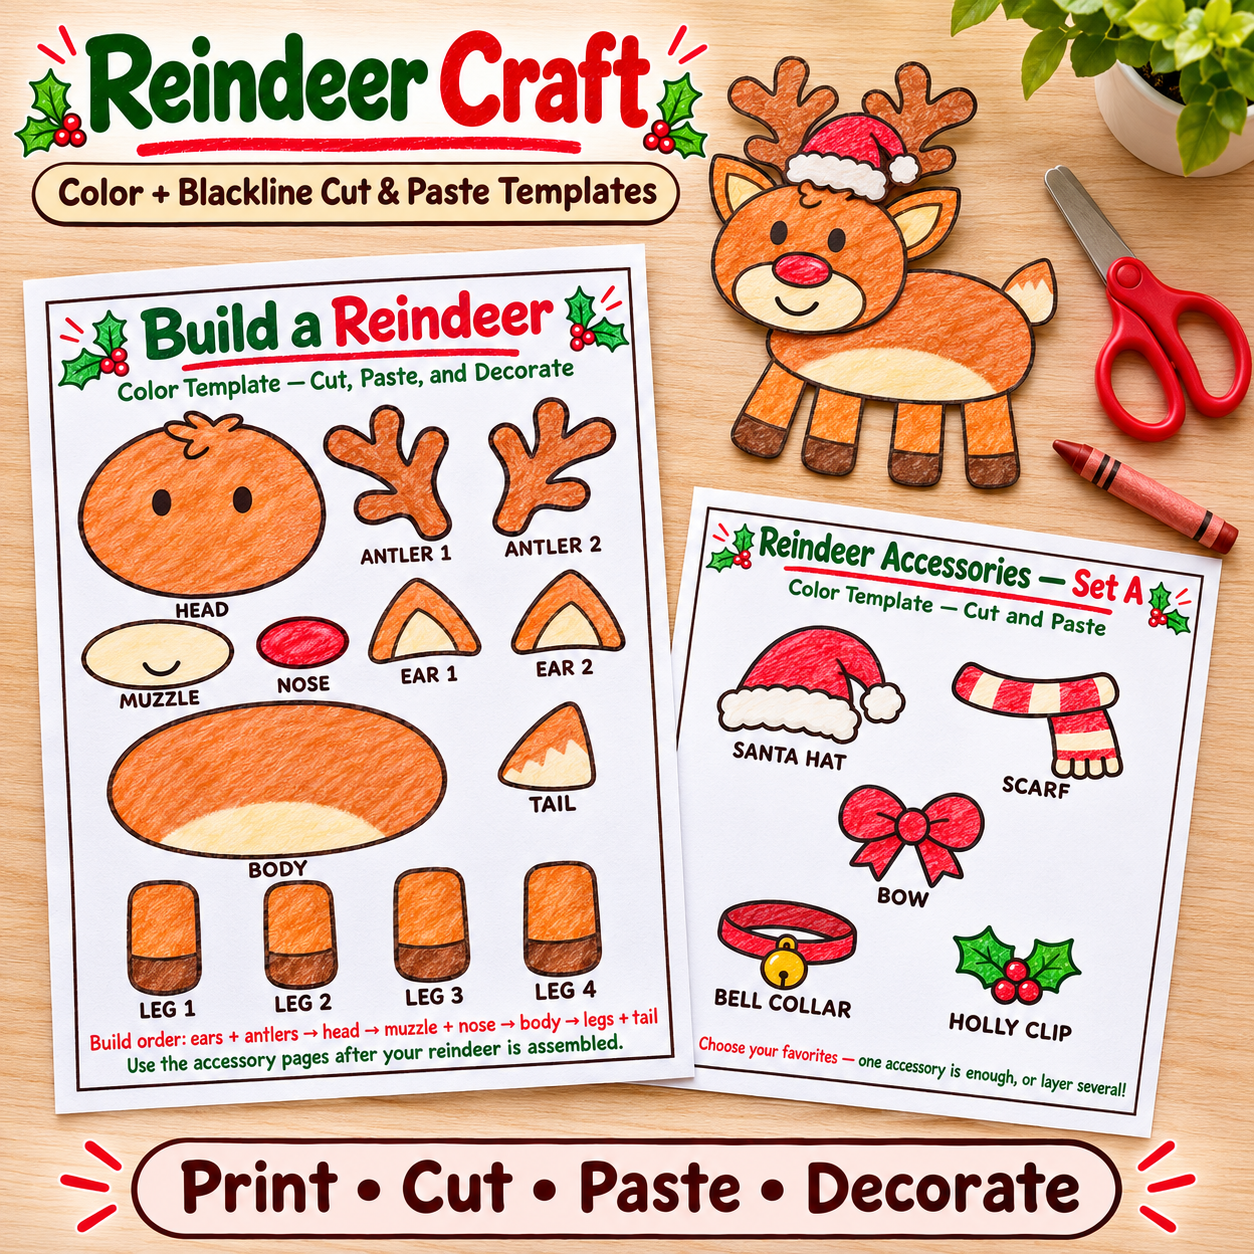 Reindeer Craft
Color + Blackline Cut & Paste Templates
Build a Reindeer
Color Template — Cut, Paste, and Decorate
HEAD
ANTLER 1
ANTLER 2
MUZZLE
NOSE
EAR 1
EAR 2
BODY
TAIL
LEG 1
LEG 2
LEG 3
LEG 4
Build order: ears + antlers → head → muzzle + nose → body → legs + tail
Use the accessory pages after your reindeer is assembled.
Reindeer Accessories — Set A
Color Template — Cut and Paste
SANTA HAT
SCARF
BOW
BELL COLLAR
HOLLY CLIP
Choose your favorites — one accessory is enough, or layer several!
Print • Cut • Paste • Decorate